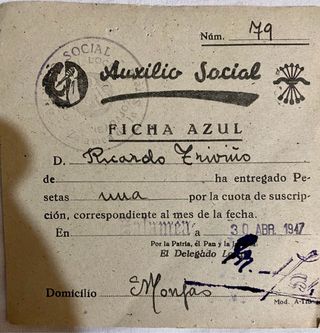 Núm. 79
SOCIAL
Auxilio Social
FICHA AZUL
D. Ricardo Triviño
de ha entregado Pe-
setas una por la cuota de suscrip-
ción, correspondiente al mes de la fecha.
En a 30 ABR. 1947
Por la Patria, el Pan y la
El Delegado
Domicilio Monjas
Mod. A-